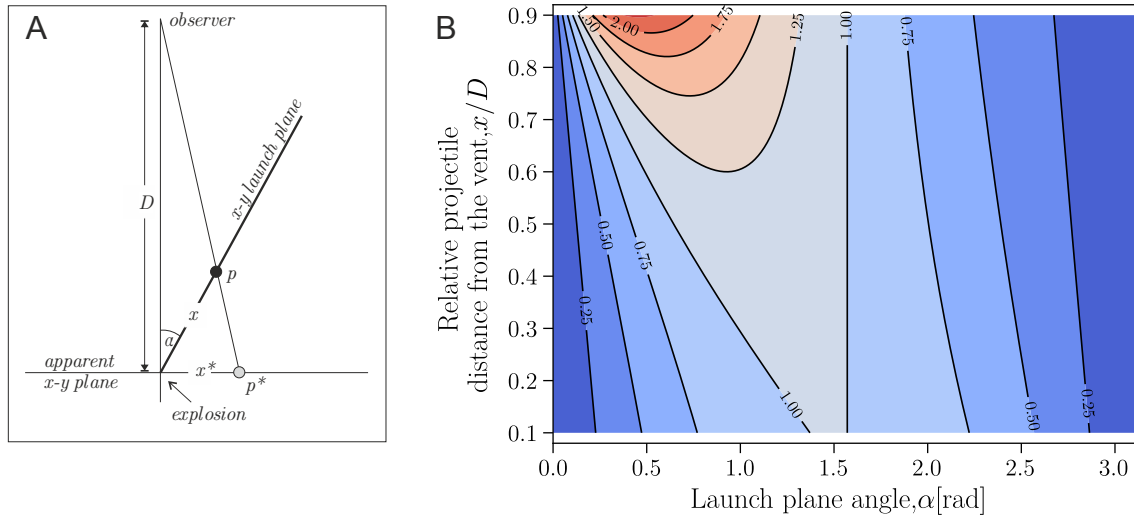 A
observer
D
x-y launch plane
p
x
α
apparent
x-y plane
x*
p*
explosion
B
Relative projectile
distance from the vent,x/D
0.9
0.8
0.7
0.6
0.5
0.4
0.3
0.2
0.1
1.50
2.00
1.75
1.25
1.00
0.75
0.50
0.75
0.25
1.00
0.50
0.25
0.0
0.5
1.0
1.5
2.0
2.5
3.0
Launch plane angle,α[rad]